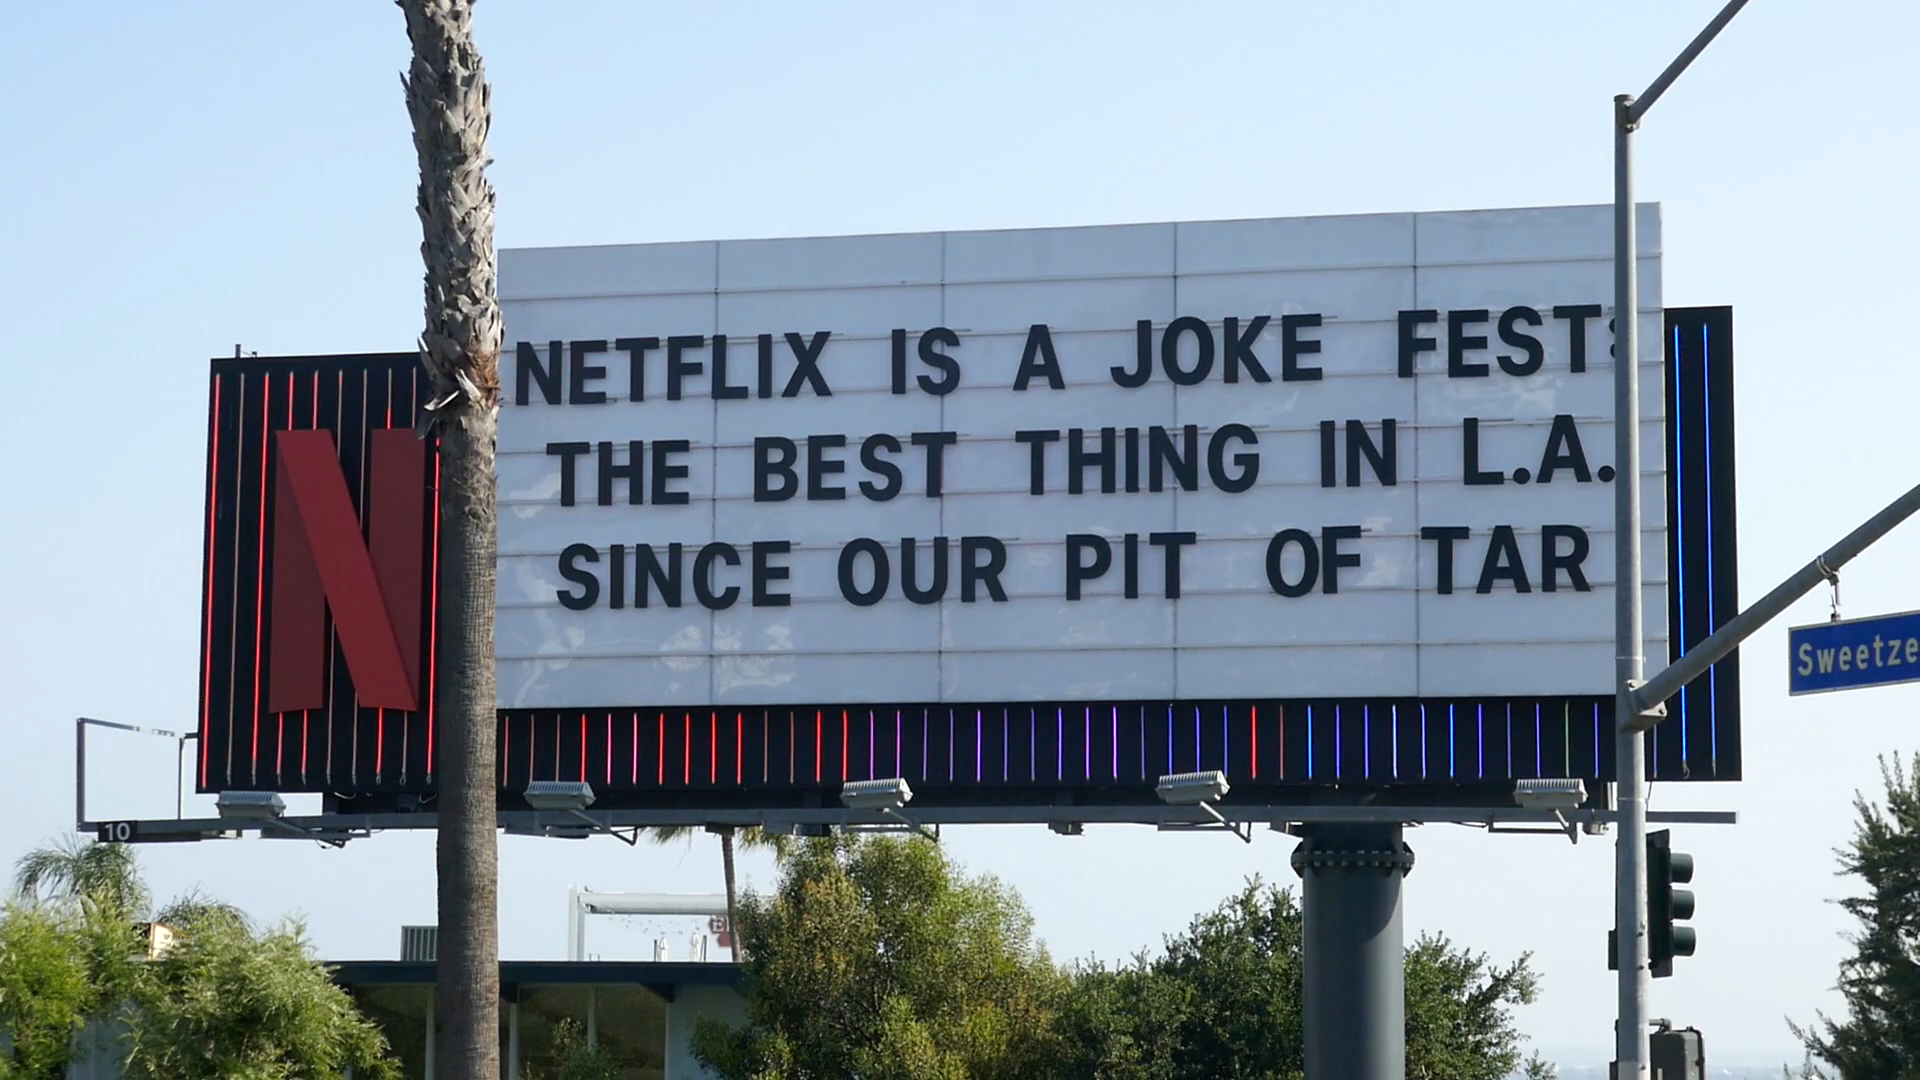 NETFLIX IS A JOKE FEST:
THE BEST THING IN L.A.
SINCE OUR PIT OF TAR
N
Sweetze
10